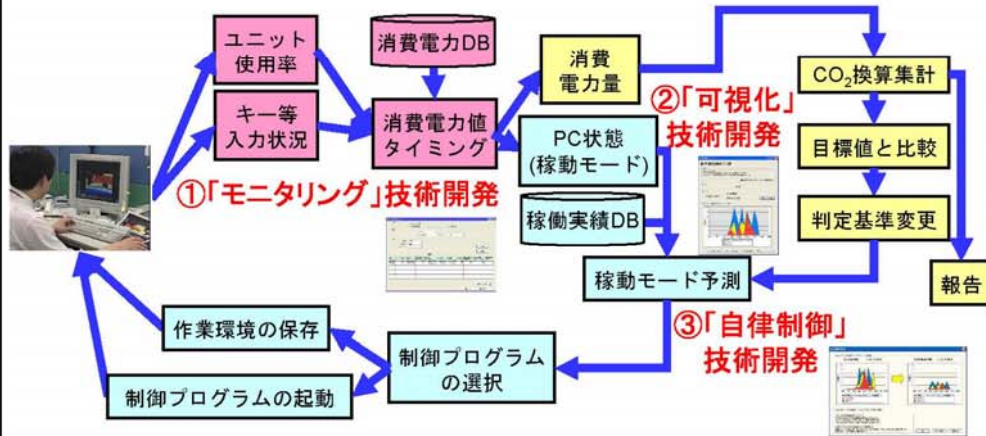 ユニット
使用率
消費電力DB
キー等
入力状況
消費電力値
タイミング
①「モニタリング」技術開発
消費
電力量
PC状態
(稼動モード)
稼働実績DB
②「可視化」
技術開発
CO₂換算集計
目標値と比較
判定基準変更
報告
稼動モード予測
③「自律制御」
技術開発
制御プログラム
の選択
作業環境の保存
制御プログラムの起動